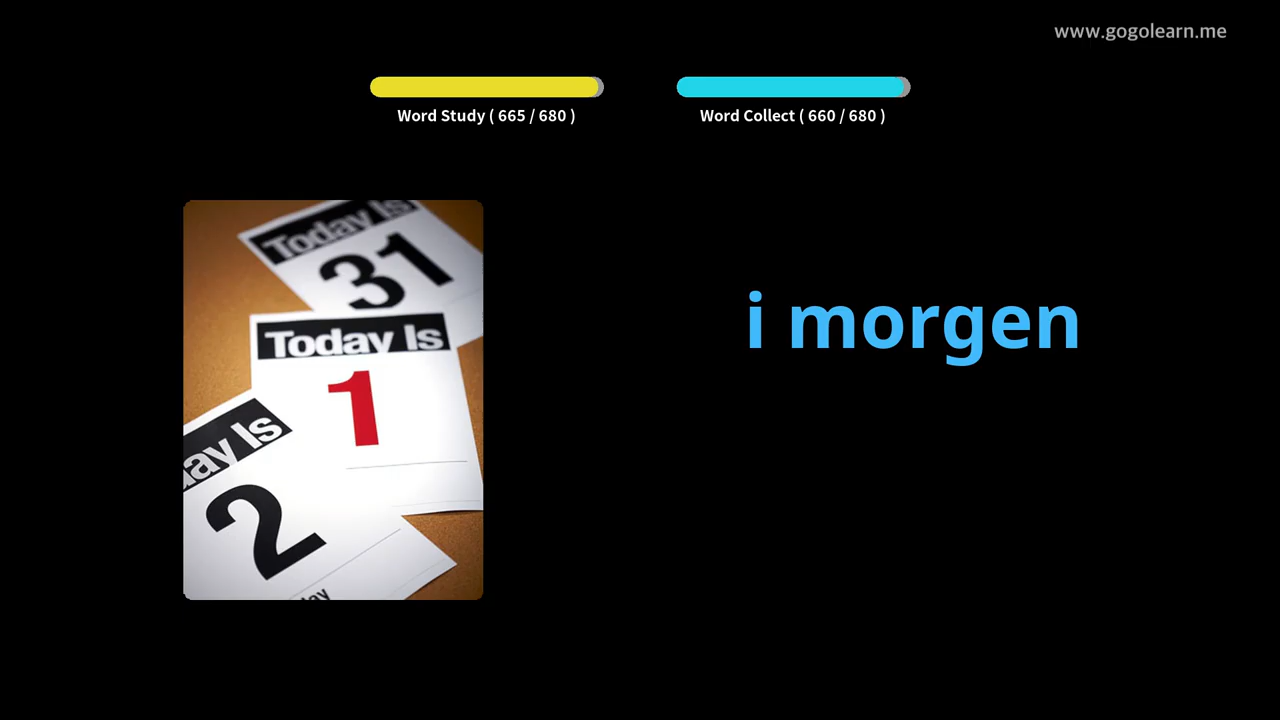 www.gogolearn.me
Word Study ( 665 / 680 )
Word Collect ( 660 / 680 )
Today Is
31
Today Is
1
day Is
2
i morgen